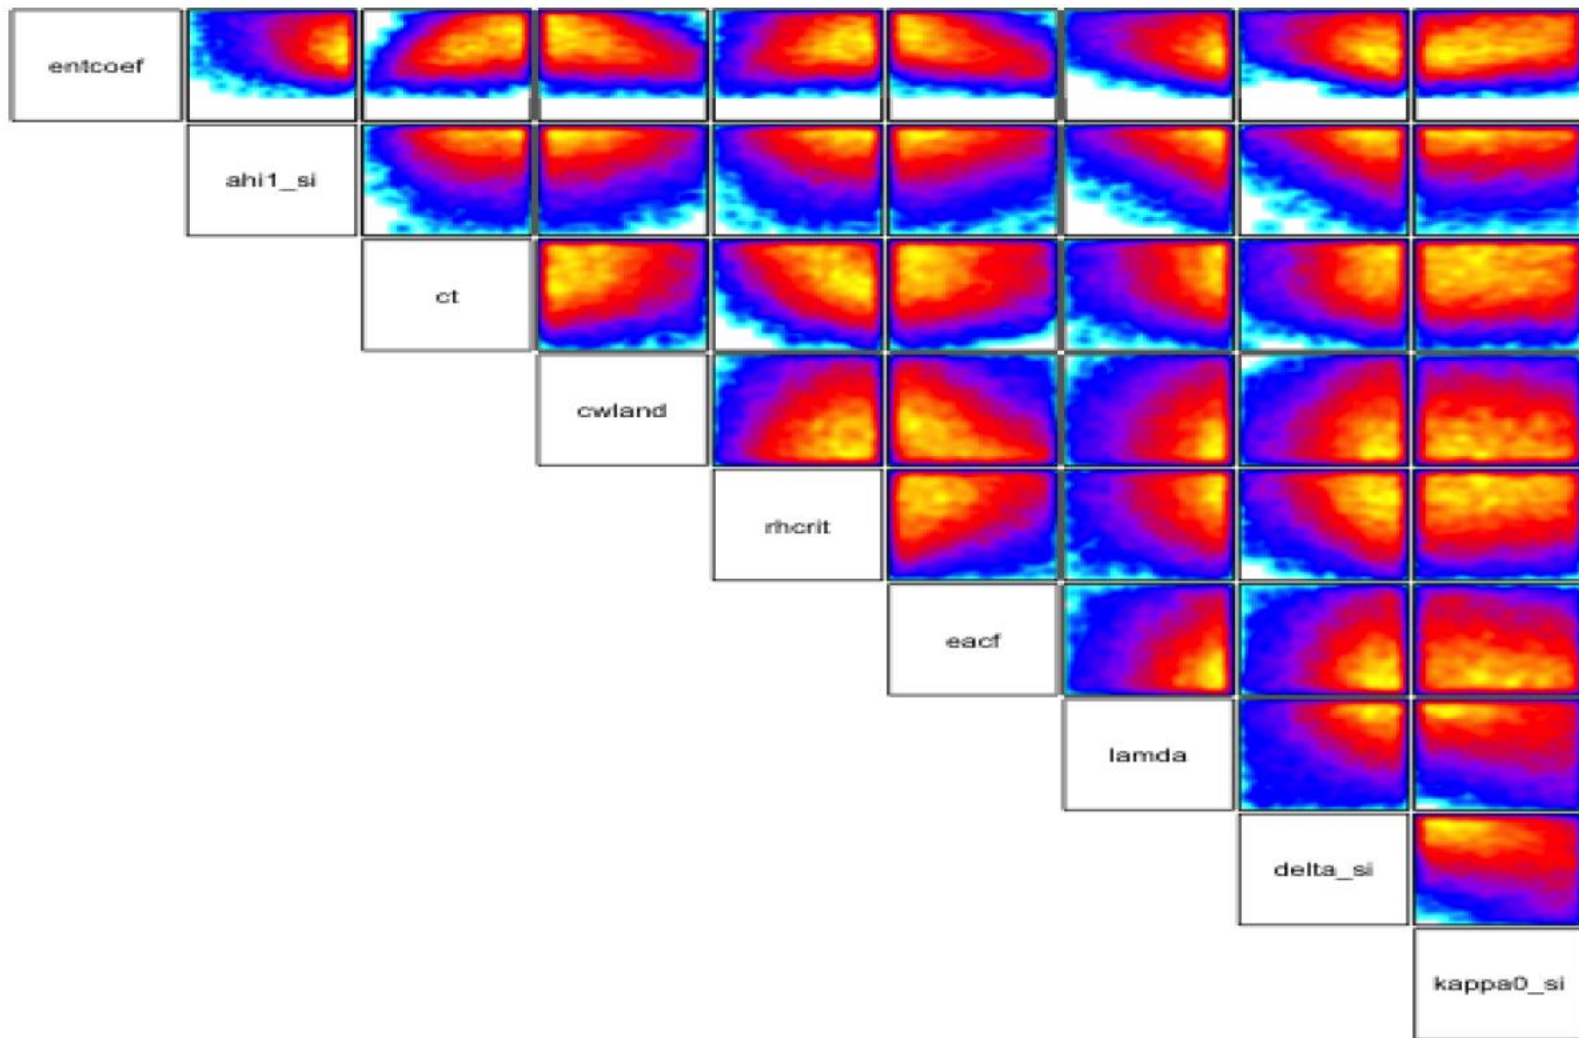 entcoef
ahi1_si
ct
cwland
rhcrit
eacf
lamda
delta_si
kappa0_si